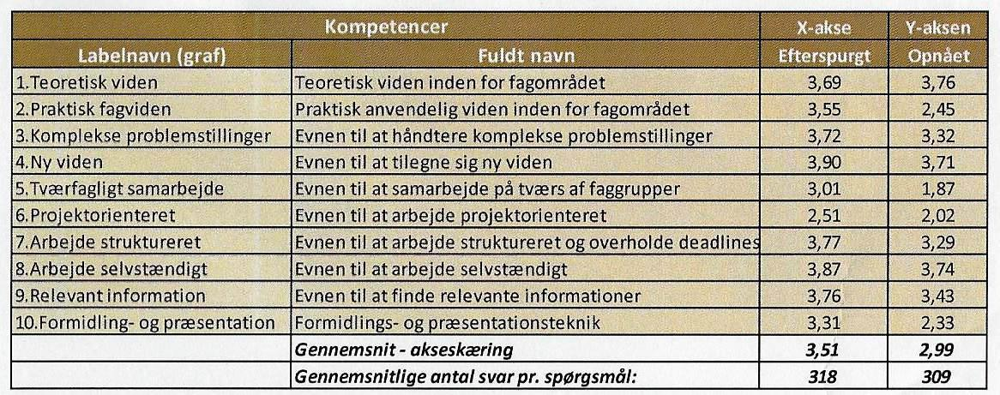 Kompetencer X-akse Y-aksen
Labelnavn (graf) Fuldt navn Efterspurgt Opnået
1.Teoretisk viden Teoretisk viden inden for fagområdet 3,69 3,76
2.Praktisk fagviden Praktisk anvendelig viden inden for fagområdet 3,55 2,45
3.Komplekse problemstillinger Evnen til at håndtere komplekse problemstillinger 3,72 3,32
4.Ny viden Evnen til at tilegne sig ny viden 3,90 3,71
5.Tværfagligt samarbejde Evnen til at samarbejde på tværs af faggrupper 3,01 1,87
6.Projektorienteret Evnen til at arbejde projektorienteret 2,51 2,02
7.Arbejde struktureret Evnen til at arbejde struktureret og overholde deadlines 3,77 3,29
8.Arbejde selvstændigt Evnen til at arbejde selvstændigt 3,87 3,74
9.Relevant information Evnen til at finde relevante informationer 3,76 3,43
10.Formidling- og præsentation Formidlings- og præsentationsteknik 3,31 2,33
Gennemsnit - akseskæring 3,51 2,99
Gennemsnitlige antal svar pr. spørgsmål: 318 309